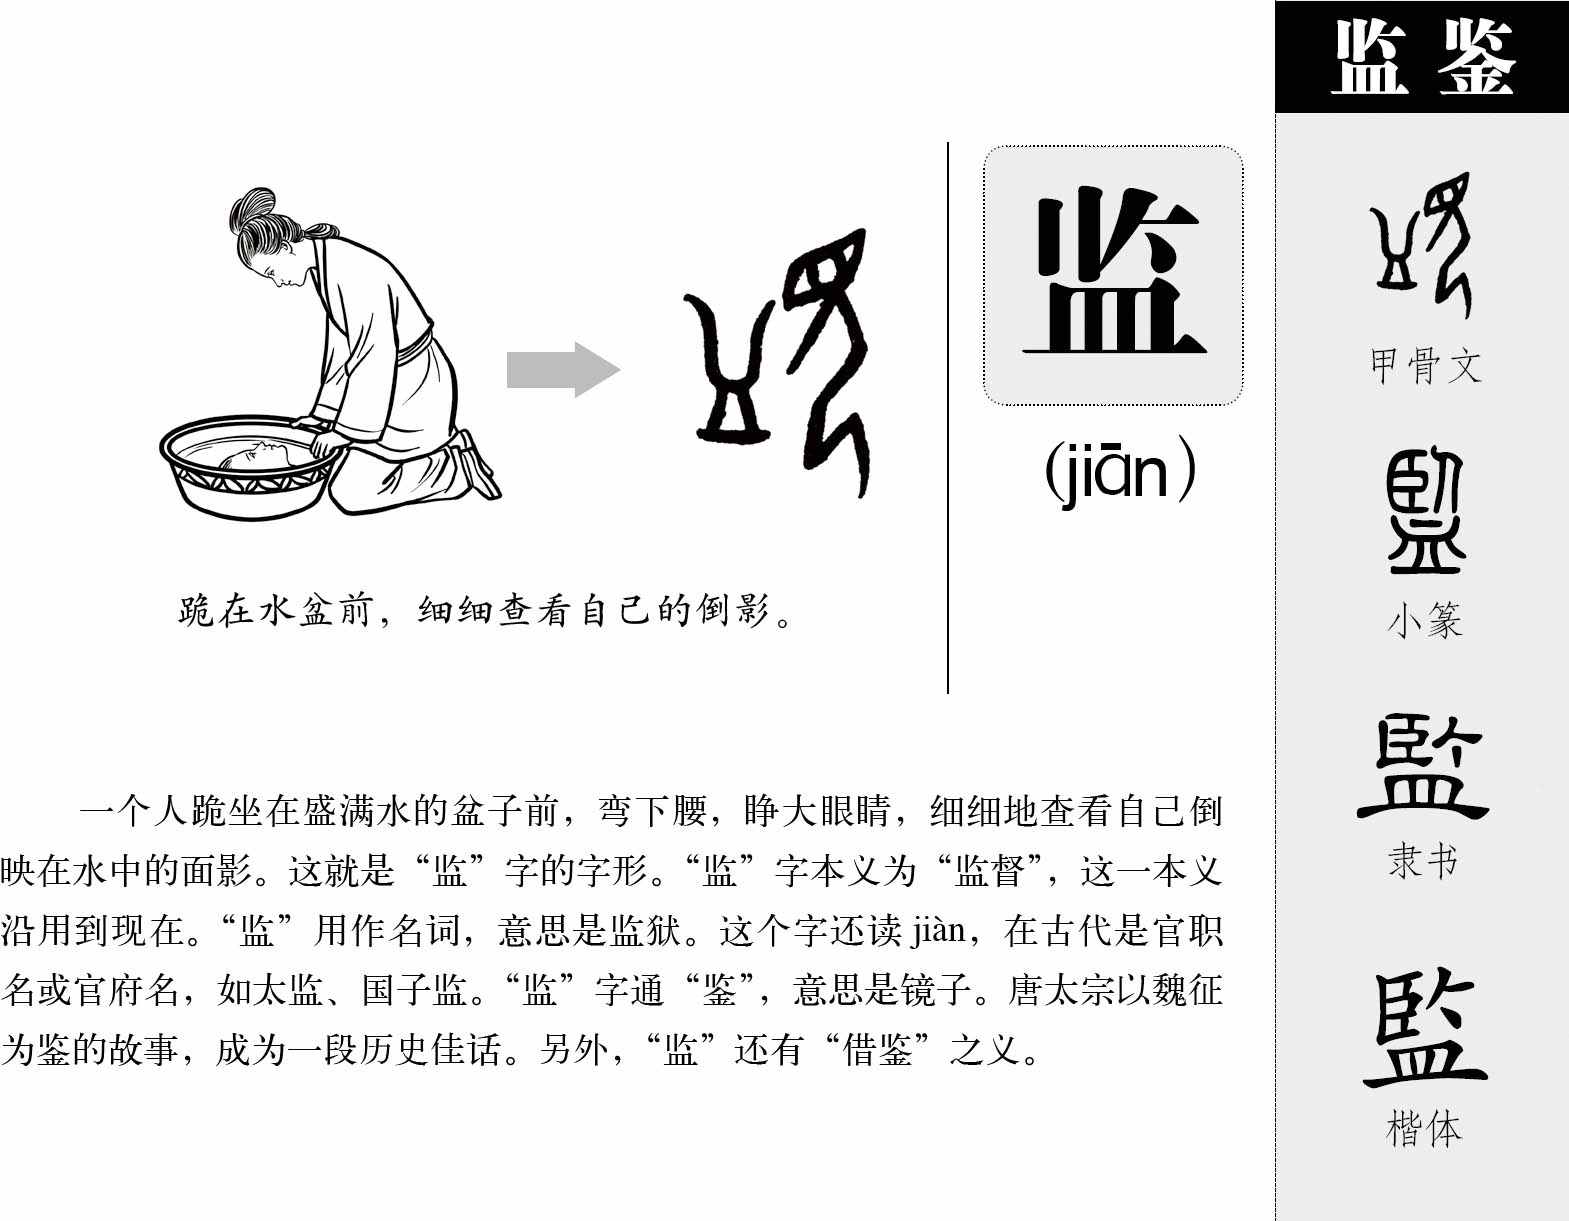 监 鉴
监
(jiān)
跪在水盆前，细细查看自己的倒影。
一个人跪坐在盛满水的盆子前，弯下腰，睁大眼睛，细细地查看自己倒
映在水中的面影。这就是“监”字的字形。“监”字本义为“监督”，这一本义
沿用到现在。“监”用作名词，意思是监狱。这个字还读 jiàn，在古代是官职
名或官府名，如太监、国子监。“监”字通“鉴”，意思是镜子。唐太宗以魏征
为鉴的故事，成为一段历史佳话。另外，“监”还有“借鉴”之义。
甲骨文
監
小篆
監
隶书
監
楷体